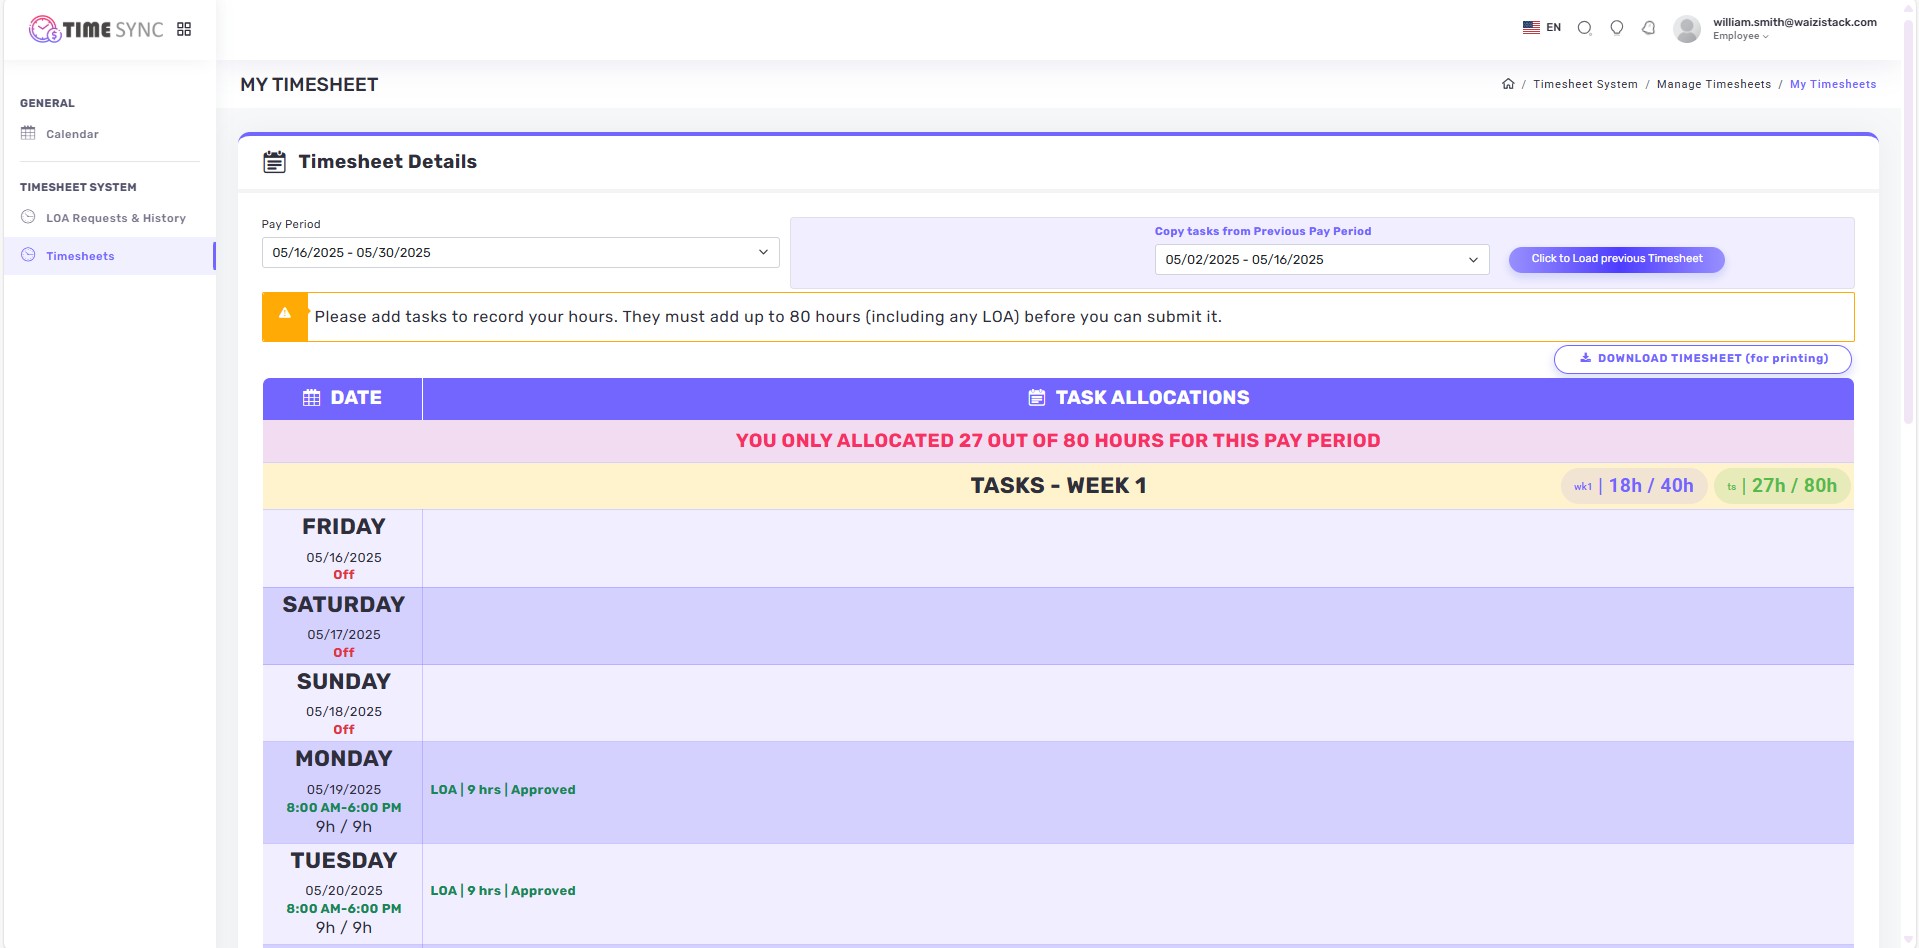 TIME SYNC
EN
william.smith@waizistack.com
Employee
GENERAL
Calendar
TIMESHEET SYSTEM
LOA Requests & History
Timesheets
MY TIMESHEET
/ Timesheet System / Manage Timesheets / My Timesheets
Timesheet Details
Pay Period
05/16/2025 - 05/30/2025
Copy tasks from Previous Pay Period
05/02/2025 - 05/16/2025
Click to Load previous Timesheet
Please add tasks to record your hours. They must add up to 80 hours (including any LOA) before you can submit it.
DOWNLOAD TIMESHEET (for printing)
DATE
TASK ALLOCATIONS
YOU ONLY ALLOCATED 27 OUT OF 80 HOURS FOR THIS PAY PERIOD
TASKS - WEEK 1
wk1 | 18h / 40h
ts | 27h / 80h
FRIDAY
05/16/2025
Off
SATURDAY
05/17/2025
Off
SUNDAY
05/18/2025
Off
MONDAY
05/19/2025
8:00 AM-6:00 PM
9h / 9h
LOA | 9 hrs | Approved
TUESDAY
05/20/2025
8:00 AM-6:00 PM
9h / 9h
LOA | 9 hrs | Approved